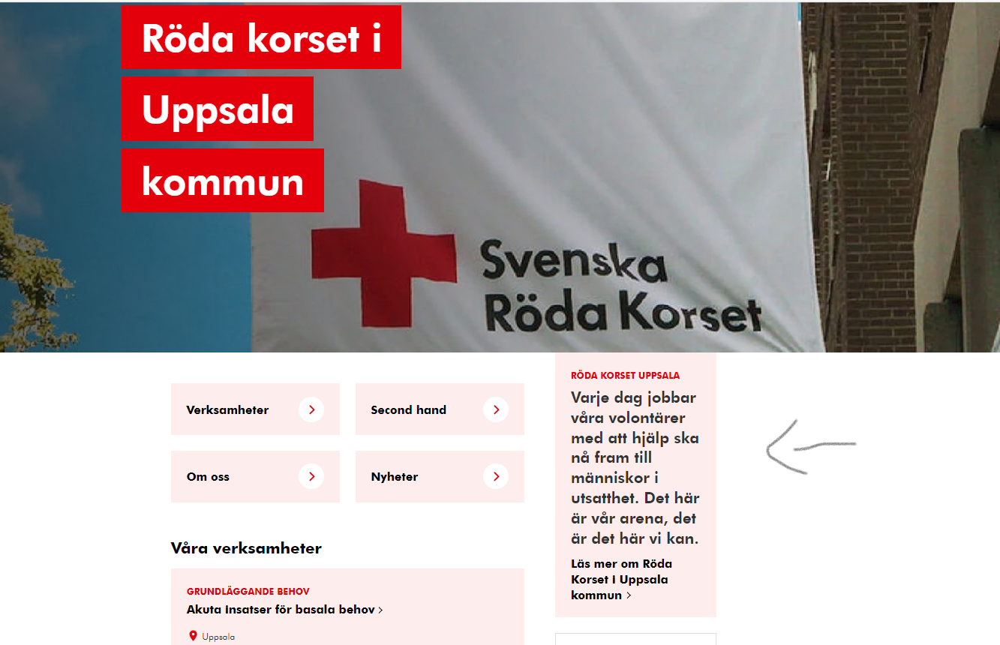 Röda korset i
Uppsala
kommun
Svenska
Röda Korset
Verksamheter
Second hand
Om oss
Nyheter
Våra verksamheter
GRUNDLÄGGANDE BEHOV
Akuta insatser för basala behov
Uppsala
RÖDA KORSET UPPSALA
Varje dag jobbar
våra volontärer
med att hjälp ska
nå fram till
människor i
utsatthet. Det här
är vår arena, det
är det här vi kan.
Läs mer om Röda
Korset I Uppsala
kommun